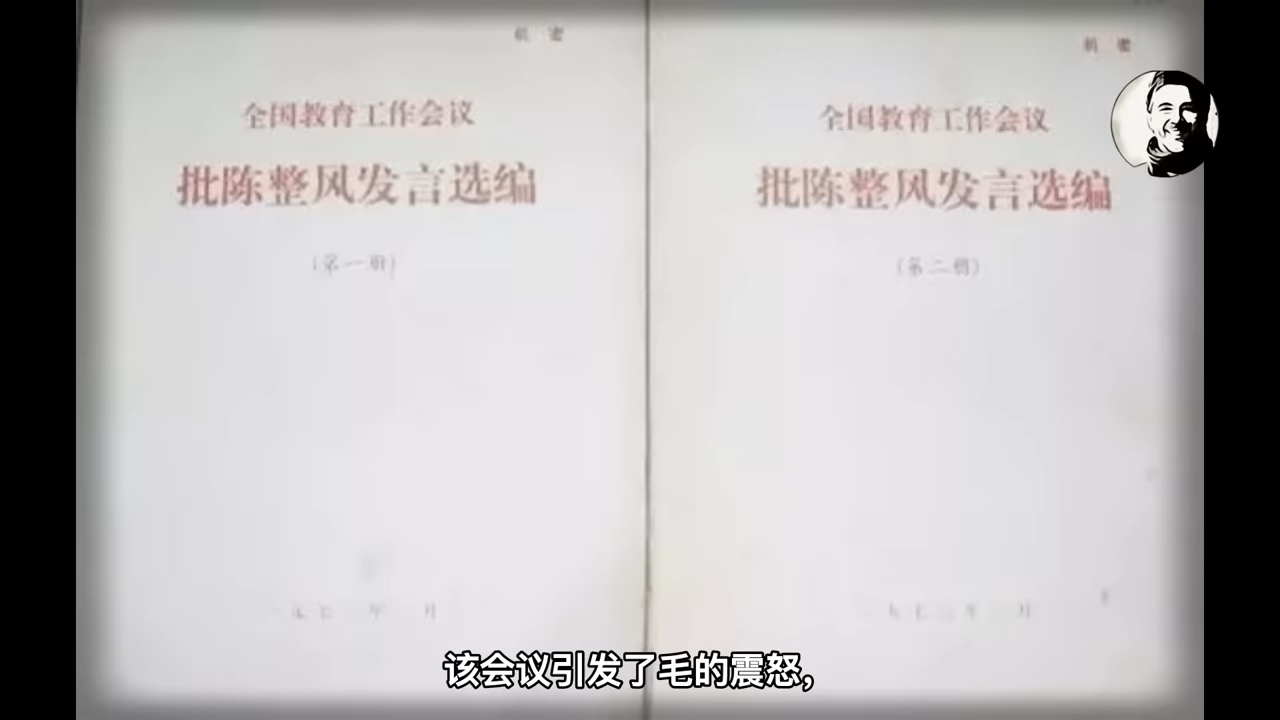 机密
全国教育工作会议
批陈整风发言选编
(第一册)
机密
全国教育工作会议
批陈整风发言选编
(第二册)
该会议引发了毛的震怒,